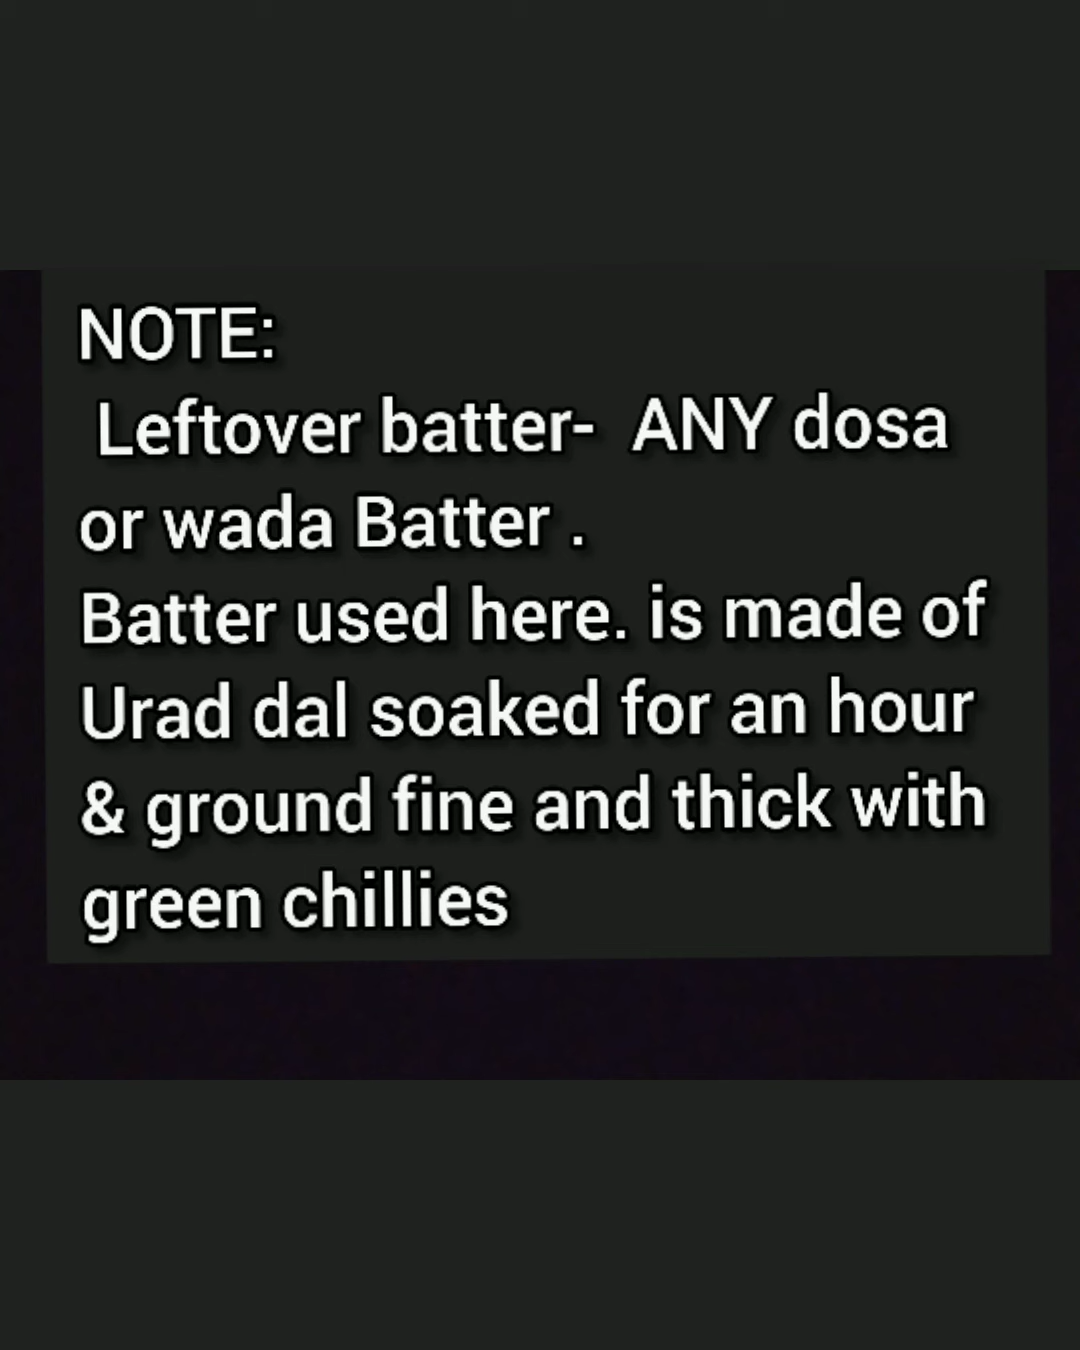 NOTE:
Leftover batter- ANY dosa
or wada Batter .
Batter used here. is made of
Urad dal soaked for an hour
& ground fine and thick with
green chillies